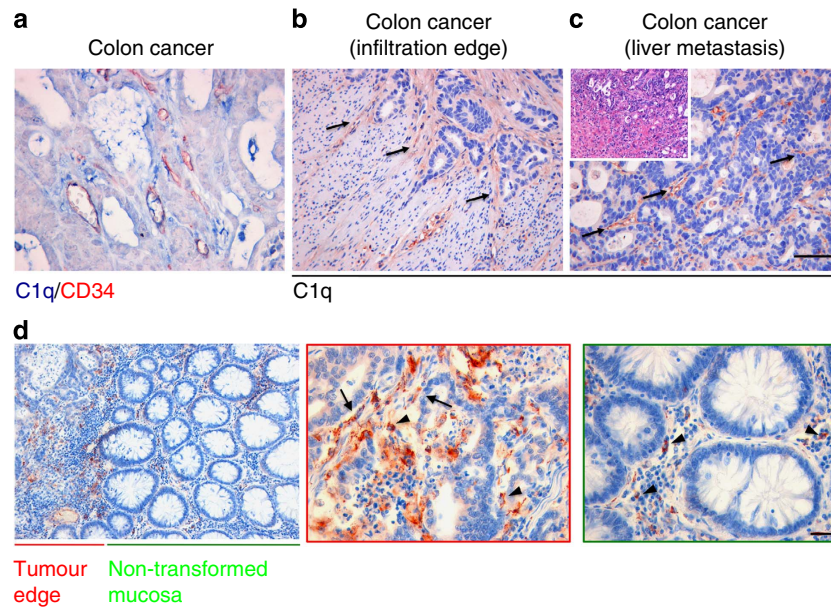 a
Colon cancer
b
Colon cancer
(infiltration edge)
c
Colon cancer
(liver metastasis)
C1q/CD34
C1q
d
Tumour
edge
Non-transformed
mucosa